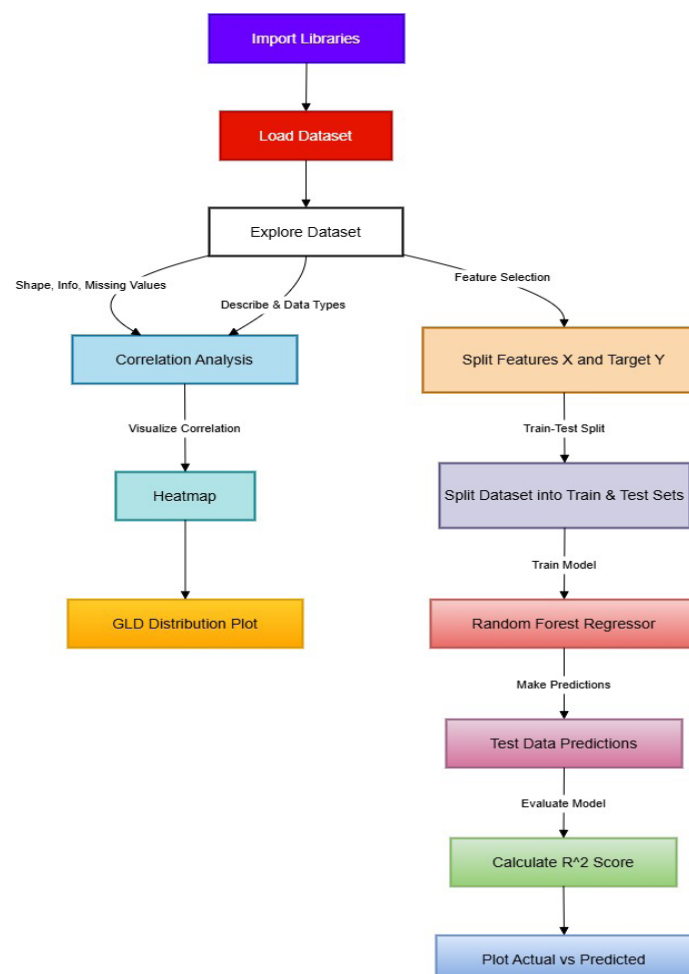 Import Libraries
Load Dataset
Explore Dataset
Shape, Info, Missing Values
Describe & Data Types
Feature Selection
Correlation Analysis
Split Features X and Target Y
Visualize Correlation
Train-Test Split
Heatmap
Split Dataset into Train & Test Sets
Train Model
GLD Distribution Plot
Random Forest Regressor
Make Predictions
Test Data Predictions
Evaluate Model
Calculate R^2 Score
Plot Actual vs Predicted